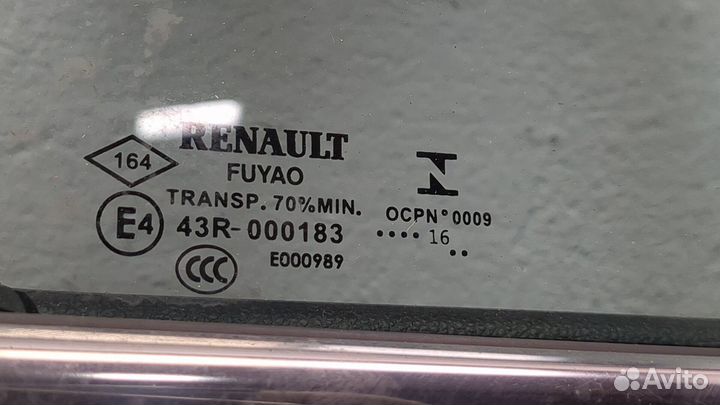 RENAULT
164
FUYAO
TRANSP. 70%MIN.
E4 43R-000183
CCC E000989
OCPN°0009
.... 16 ..
Avito